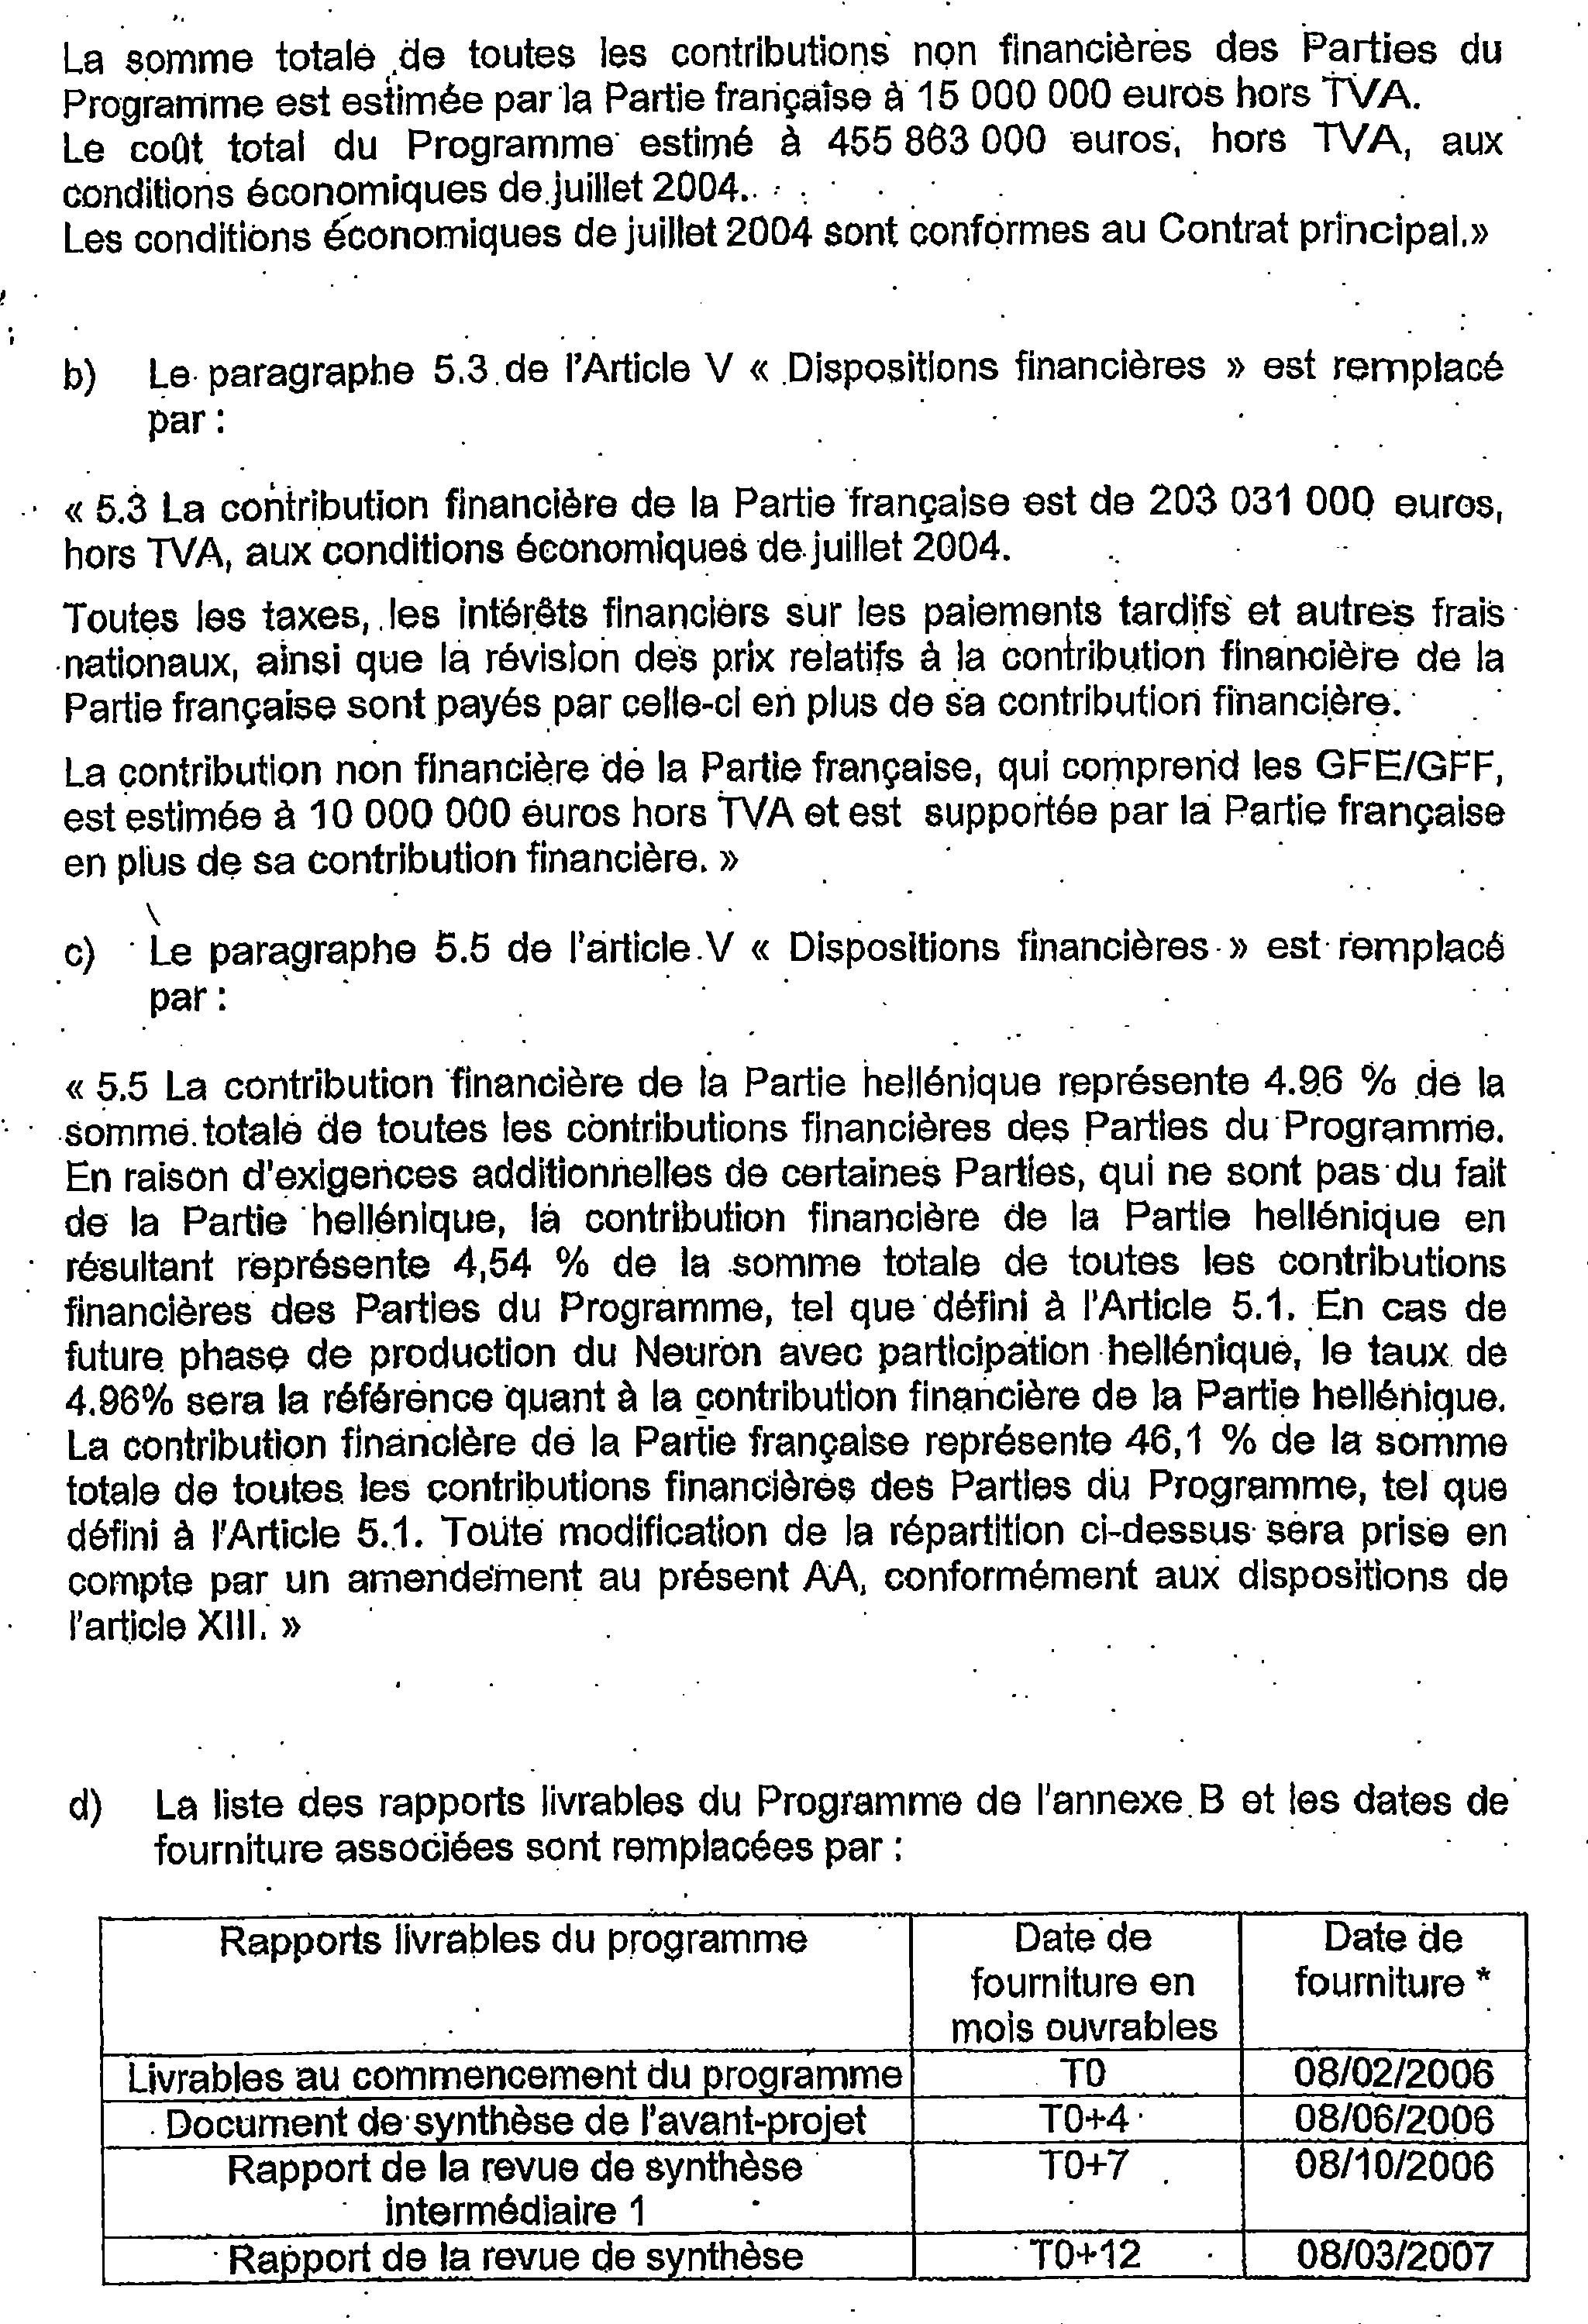 La somme totale de toutes les contributions non financières des Parties du
Programme est estimée par la Partie française à 15 000 000 euros hors TVA.
Le coût total du Programme estimé à 455 863 000 euros, hors TVA, aux
conditions économiques de juillet 2004.
Les conditions économiques de juillet 2004 sont conformes au Contrat principal.»
b) Le paragraphe 5.3 de l'Article V « Dispositions financières » est remplacé
par :
« 5.3 La contribution financière de la Partie française est de 203 031 000 euros,
hors TVA, aux conditions économiques de juillet 2004.
Toutes les taxes, les intérêts financiers sur les paiements tardifs et autres frais
nationaux, ainsi que la révision des prix relatifs à la contribution financière de la
Partie française sont payés par celle-ci en plus de sa contribution financière.
La contribution non financière de la Partie française, qui comprend les GFE/GFF,
est estimée à 10 000 000 euros hors TVA et est supportée par la Partie française
en plus de sa contribution financière. »
c) Le paragraphe 5.5 de l'article V « Dispositions financières » est remplacé
par :
« 5.5 La contribution financière de la Partie hellénique représente 4.96 % de la
somme totale de toutes les contributions financières des Parties du Programme.
En raison d'exigences additionnelles de certaines Parties, qui ne sont pas du fait
de la Partie hellénique, la contribution financière de la Partie hellénique en
résultant représente 4,54 % de la somme totale de toutes les contributions
financières des Parties du Programme, tel que défini à l'Article 5.1. En cas de
future phase de production du Neuron avec participation hellénique, le taux de
4.96% sera la référence quant à la contribution financière de la Partie hellénique.
La contribution financière de la Partie française représente 46,1 % de la somme
totale de toutes les contributions financières des Parties du Programme, tel que
défini à l'Article 5.1. Toute modification de la répartition ci-dessus sera prise en
compte par un amendement au présent AA, conformément aux dispositions de
l'article XIII. »
d) La liste des rapports livrables du Programme de l'annexe B et les dates de
fourniture associées sont remplacées par :
Rapports livrables du programme Date de Date de
fourniture en fourniture *
mois ouvrables
Livrables au commencement du programme T0 08/02/2006
Document de synthèse de l'avant-projet T0+4 08/06/2006
Rapport de la revue de synthèse T0+7 08/10/2006
intermédiaire 1
Rapport de la revue de synthèse T0+12 08/03/2007